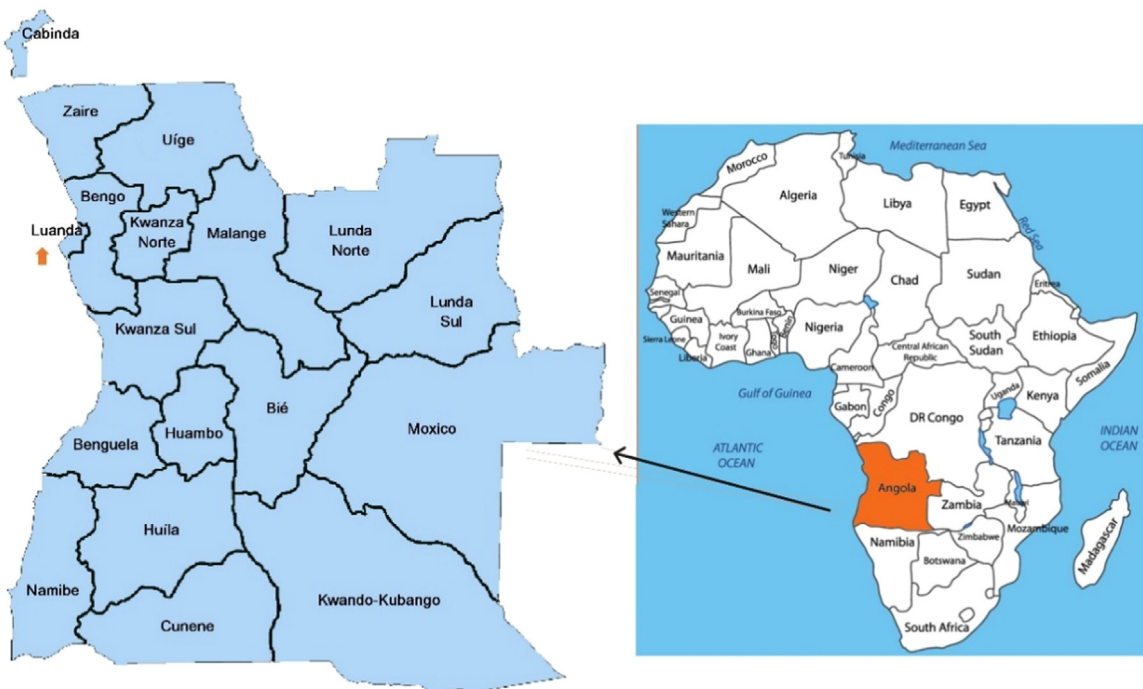 Cabinda
Zaire
Uíge
Bengo
Luanda
Kwanza
Norte
Malange
Lunda
Norte
Lunda
Sul
Kwanza Sul
Benguela
Huambo
Bié
Moxico
Huíla
Namibe
Cunene
Kwando-Kubango
Mediterranean Sea
Morocco
Tunisia
Algeria
Libya
Egypt
Western
Sahara
Red Sea
Mauritania
Mali
Niger
Chad
Sudan
Eritrea
Senegal
Guinea
Burkina Faso
Sierra Leone
Liberia
Ivory
Coast
Ghana
Togo
Benin
Nigeria
Cameroon
Central African
Republic
South
Sudan
Ethiopia
Somalia
Gulf of Guinea
Gabon
Congo
DR Congo
Uganda
Kenya
Tanzania
INDIAN
OCEAN
ATLANTIC
OCEAN
Angola
Zambia
Malawi
Mozambique
Zimbabwe
Namibia
Botswana
Madagascar
South Africa